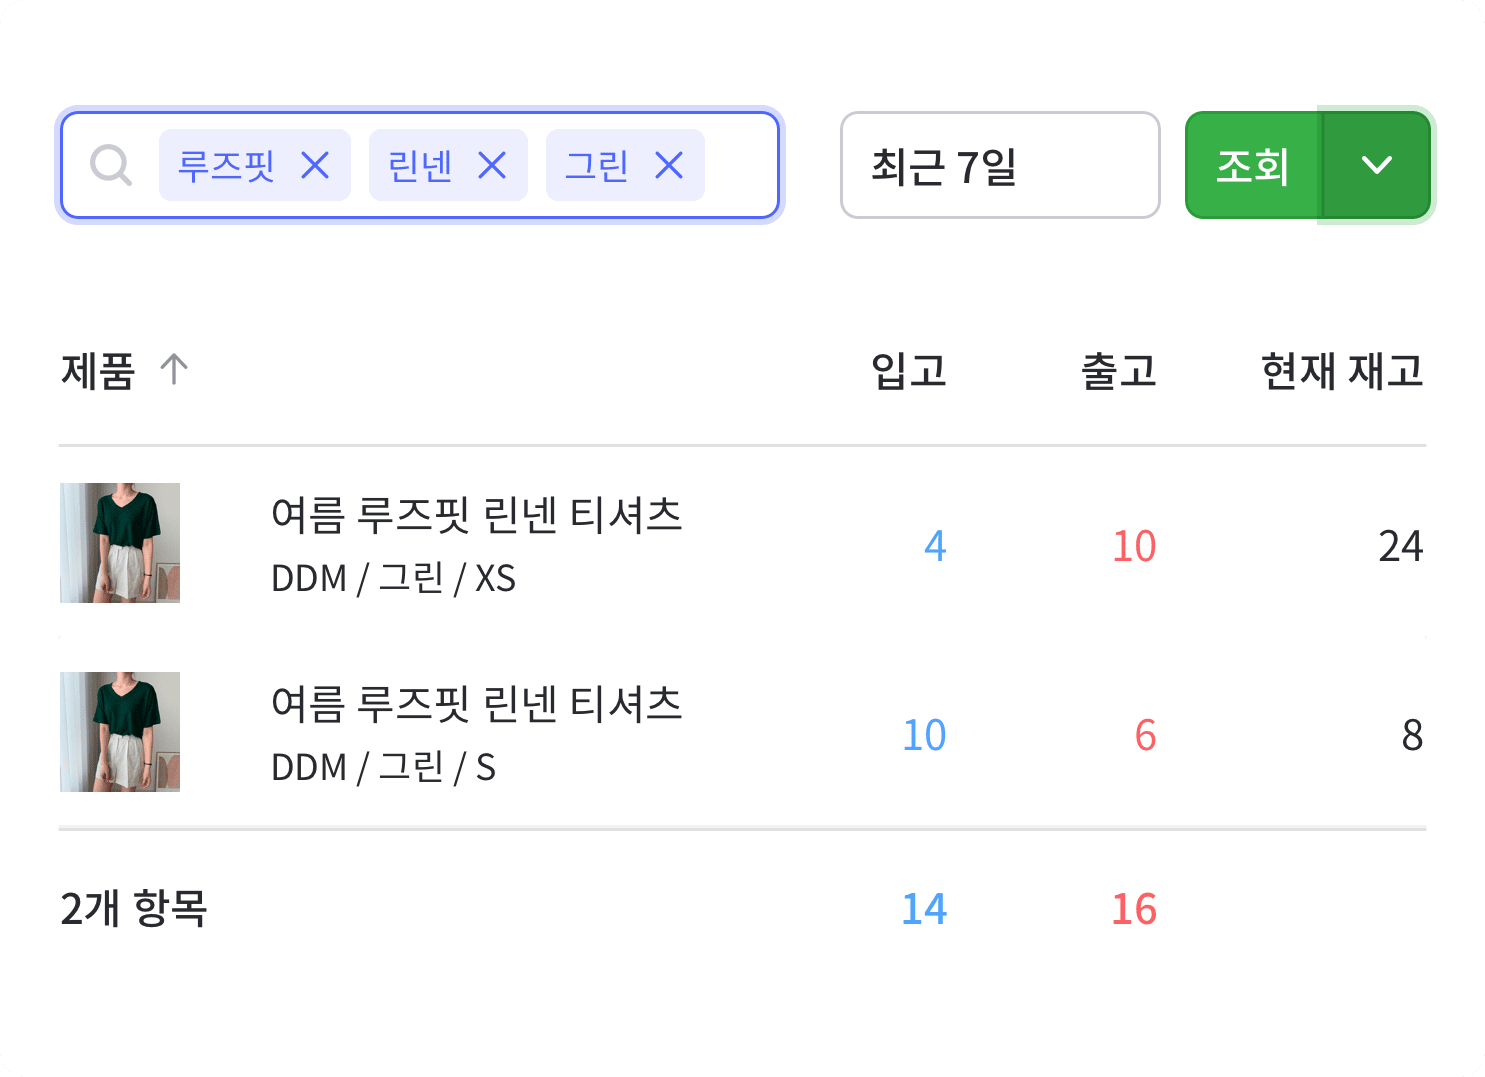 루즈핏 린넨 그린 최근 7일 조회
제품 입고 출고 현재 재고
여름 루즈핏 린넨 티셔츠
DDM / 그린 / XS
4 10 24
여름 루즈핏 린넨 티셔츠
DDM / 그린 / S
10 6 8
2개 항목 14 16